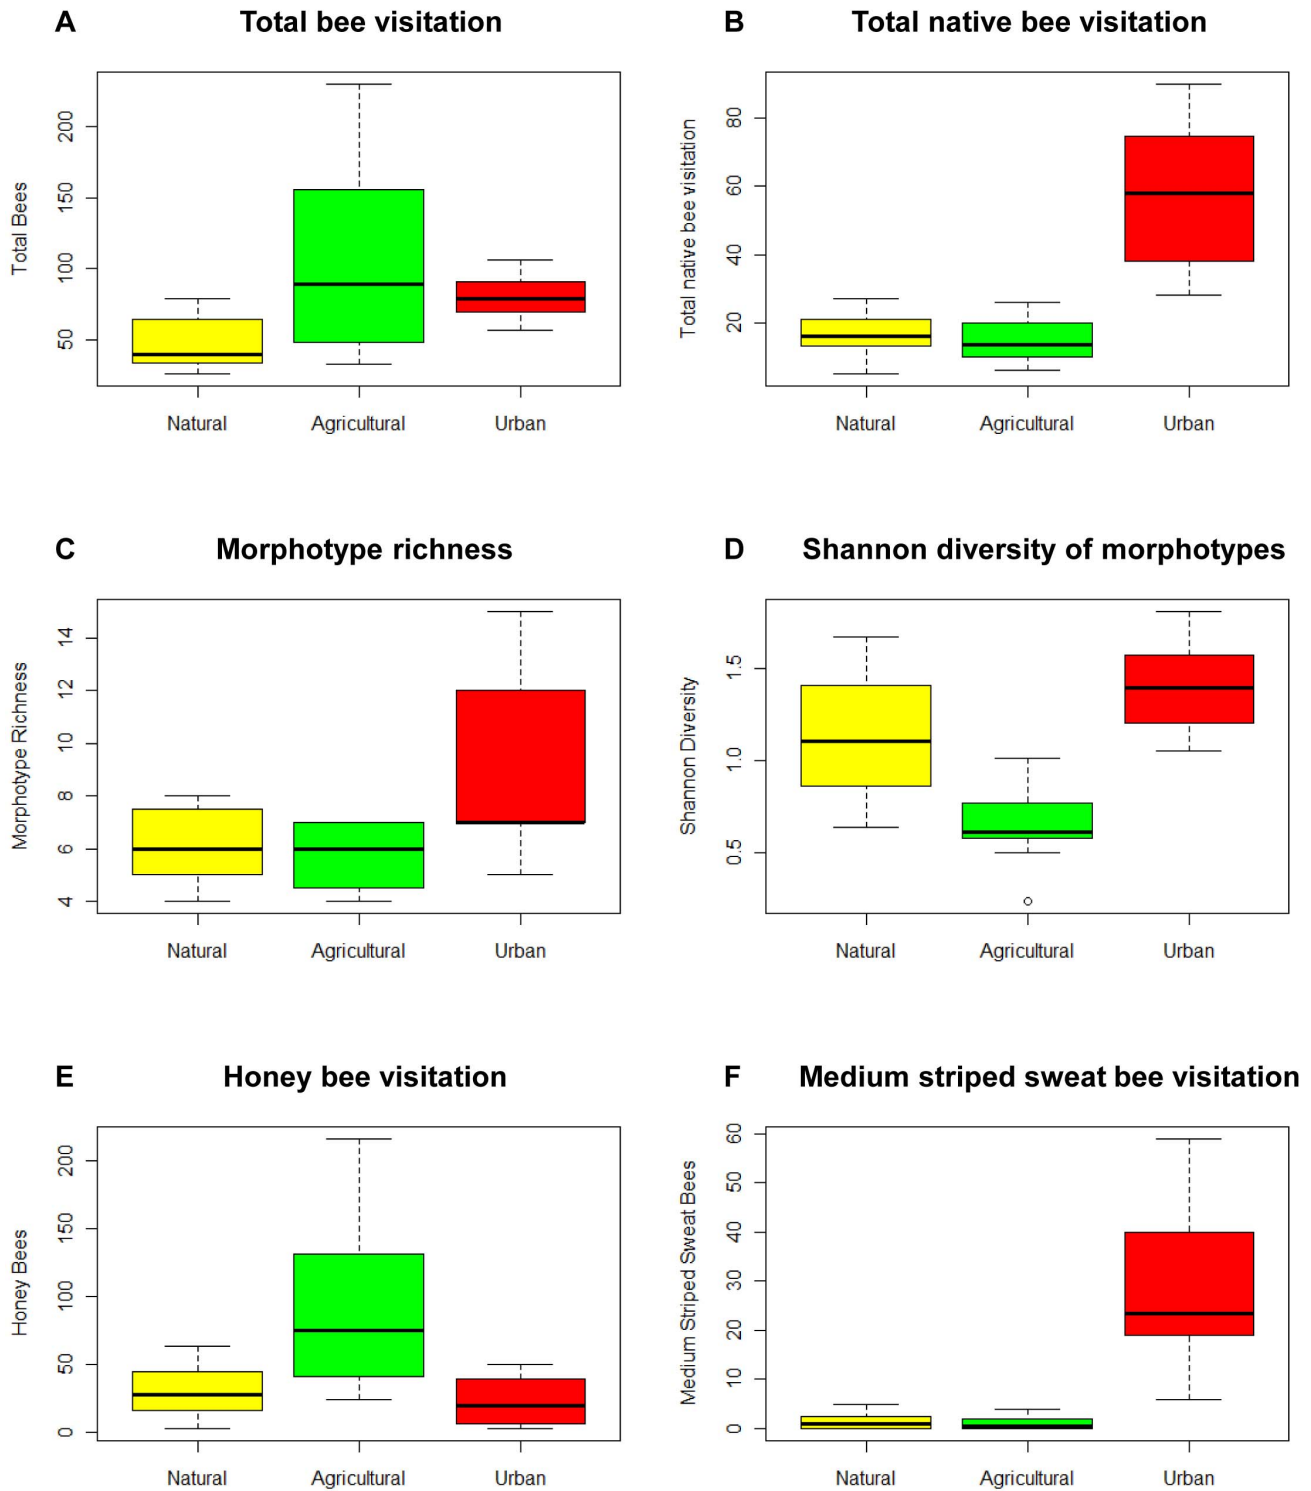 A Total bee visitation
Total Bees
200
150
100
50
Natural Agricultural Urban
B Total native bee visitation
Total native bee visitation
80
60
40
20
Natural Agricultural Urban
C Morphotype richness
Morphotype Richness
14
12
10
8
6
4
Natural Agricultural Urban
D Shannon diversity of morphotypes
Shannon Diversity
1.5
1.0
0.5
Natural Agricultural Urban
E Honey bee visitation
Honey Bees
200
150
100
50
0
Natural Agricultural Urban
F Medium striped sweat bee visitation
Medium Striped Sweat Bees
60
50
40
30
20
10
0
Natural Agricultural Urban